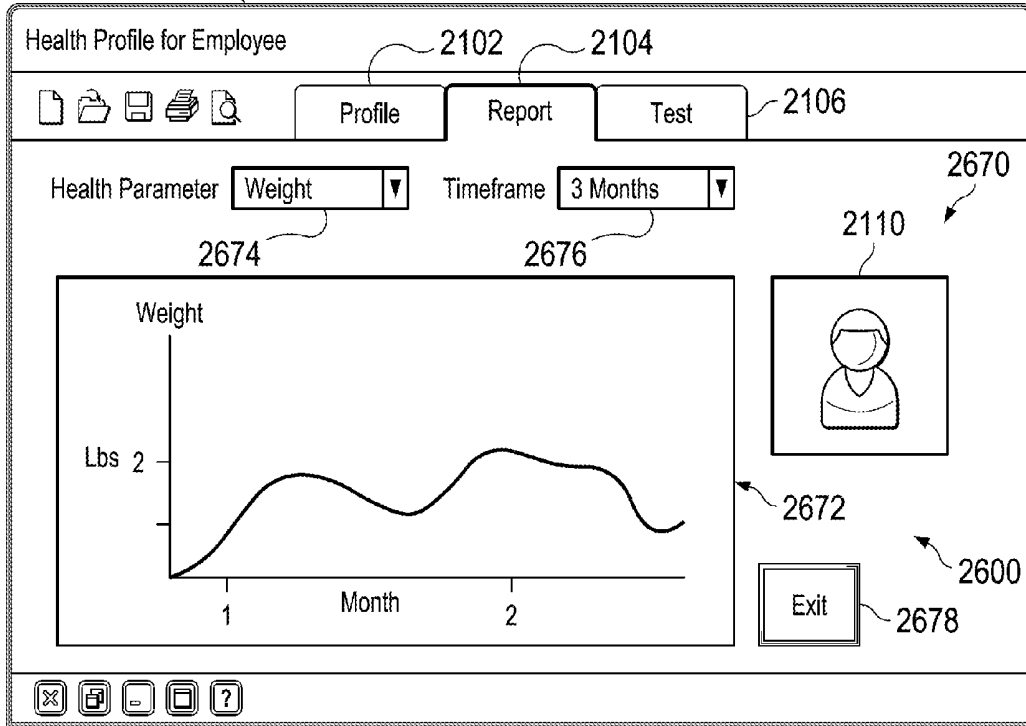 Health Profile for Employee
2102
2104
Profile
Report
Test
2106
Health Parameter
Weight
Timeframe
3 Months
2670
2674
2676
2110
Weight
Lbs
2
2672
2600
1
Month
2
Exit
2678
?